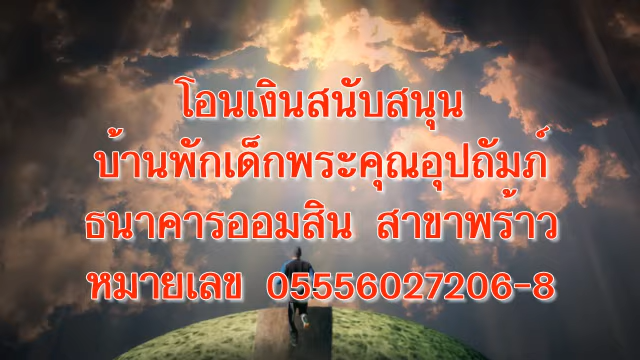 โอนเงินสนับสนุน
บ้านพักเด็กพระคุณอุปถัมภ์
ธนาคารออมสิน สาขาพร้าว
หมายเลข 05556027206-8